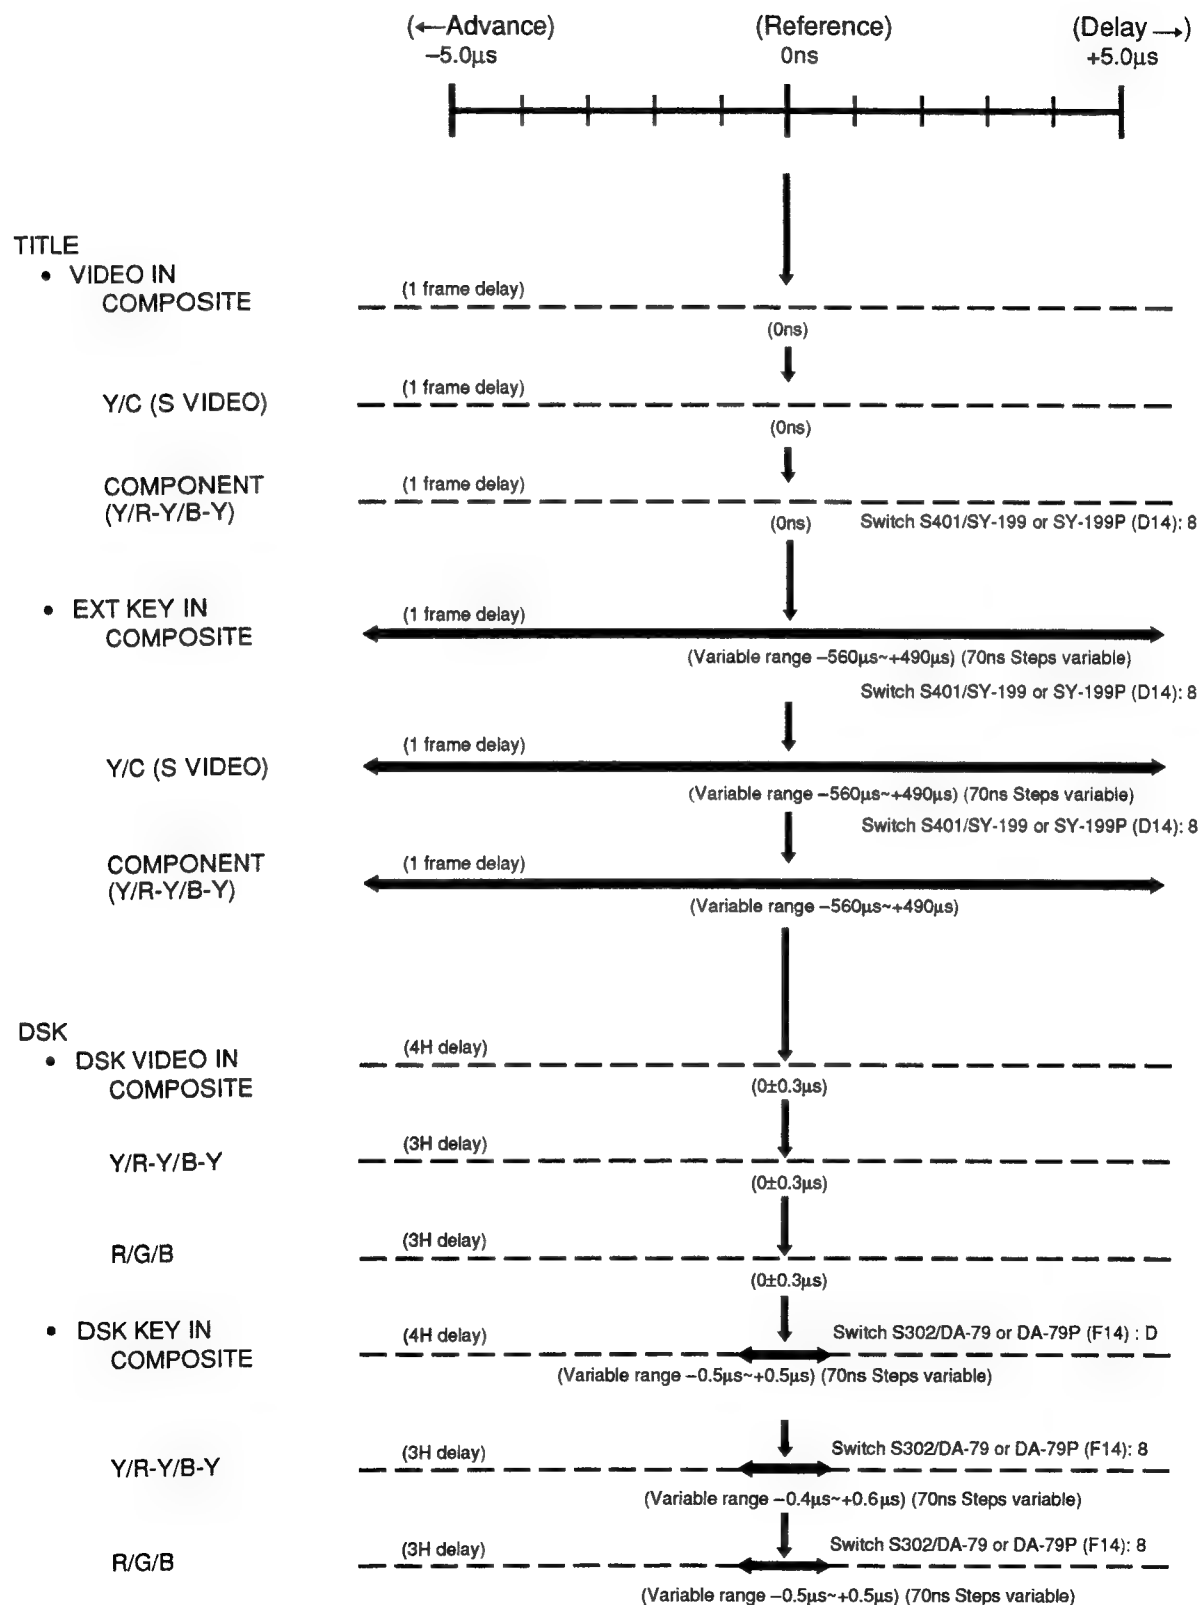 (←Advance) (Reference) (Delay→)
–5.0µs 0ns +5.0µs
TITLE
• VIDEO IN
COMPOSITE (1 frame delay)
(0ns)
Y/C (S VIDEO) (1 frame delay)
(0ns)
COMPONENT (1 frame delay)
(Y/R-Y/B-Y) (0ns) Switch S401/SY-199 or SY-199P (D14): 8
• EXT KEY IN (1 frame delay)
COMPOSITE
(Variable range –560µs~+490µs) (70ns Steps variable)
Switch S401/SY-199 or SY-199P (D14): 8
(1 frame delay)
Y/C (S VIDEO)
(Variable range –560µs~+490µs) (70ns Steps variable)
Switch S401/SY-199 or SY-199P (D14): 8
COMPONENT (1 frame delay)
(Y/R-Y/B-Y)
(Variable range –560µs~+490µs)
DSK
• DSK VIDEO IN (4H delay)
COMPOSITE (0±0.3µs)
Y/R-Y/B-Y (3H delay)
(0±0.3µs)
R/G/B (3H delay)
(0±0.3µs)
• DSK KEY IN (4H delay) Switch S302/DA-79 or DA-79P (F14) : D
COMPOSITE
(Variable range –0.5µs~+0.5µs) (70ns Steps variable)
Y/R-Y/B-Y (3H delay) Switch S302/DA-79 or DA-79P (F14): 8
(Variable range –0.4µs~+0.6µs) (70ns Steps variable)
R/G/B (3H delay) Switch S302/DA-79 or DA-79P (F14): 8
(Variable range –0.5µs~+0.5µs) (70ns Steps variable)